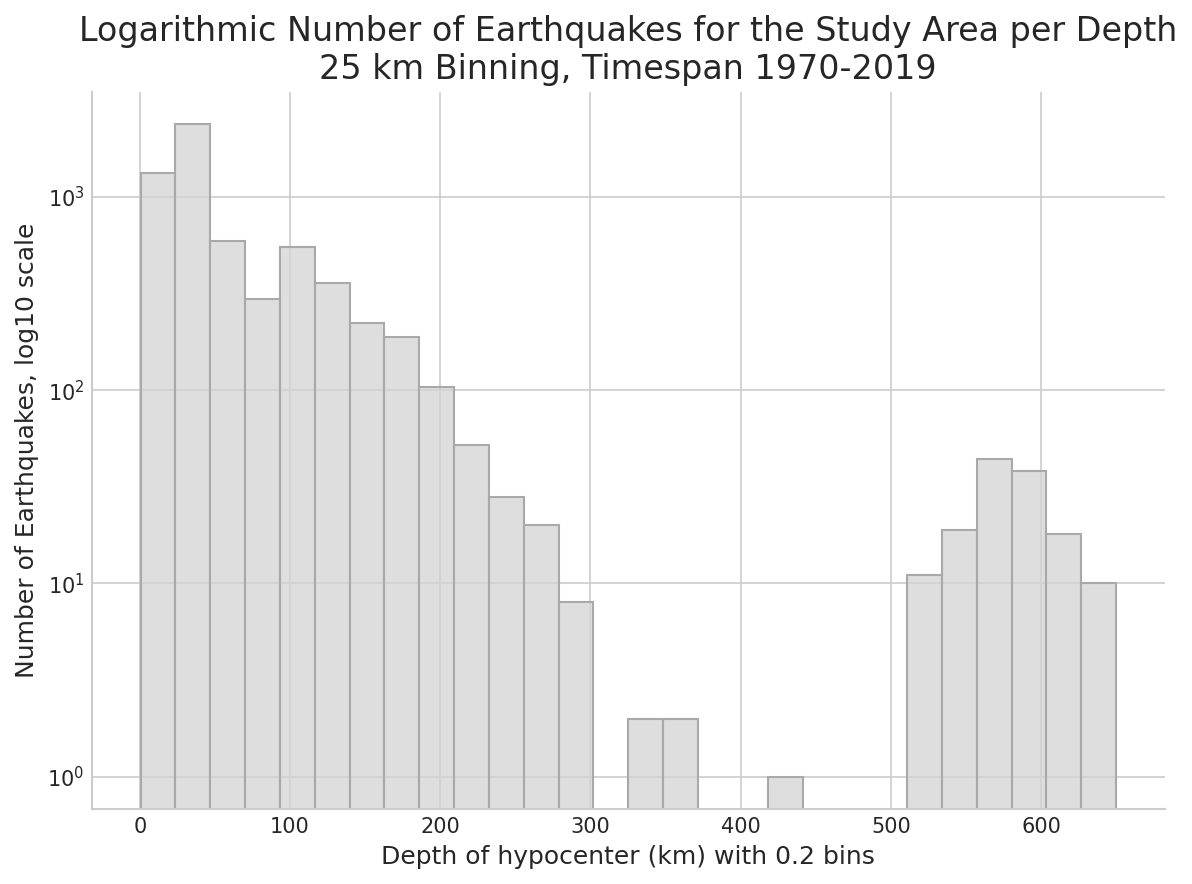 Logarithmic Number of Earthquakes for the Study Area per Depth
25 km Binning, Timespan 1970-2019
Number of Earthquakes, log10 scale
10³
10²
10¹
10⁰
0 100 200 300 400 500 600
Depth of hypocenter (km) with 0.2 bins